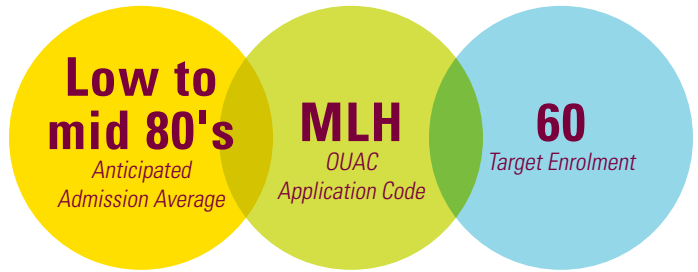 Low to
mid 80's
Anticipated
Admission Average
MLH
OUAC
Application Code
60
Target Enrolment